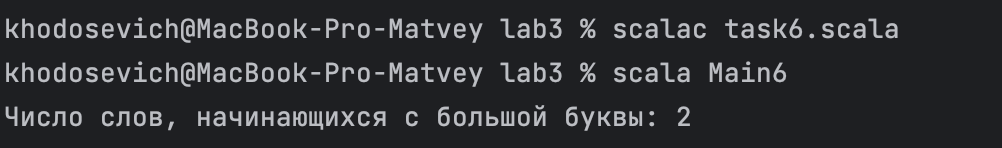 khodosevich@MacBook-Pro-Matvey lab3 % scalac task6.scala
khodosevich@MacBook-Pro-Matvey lab3 % scala Main6
Число слов, начинающихся с большой буквы: 2